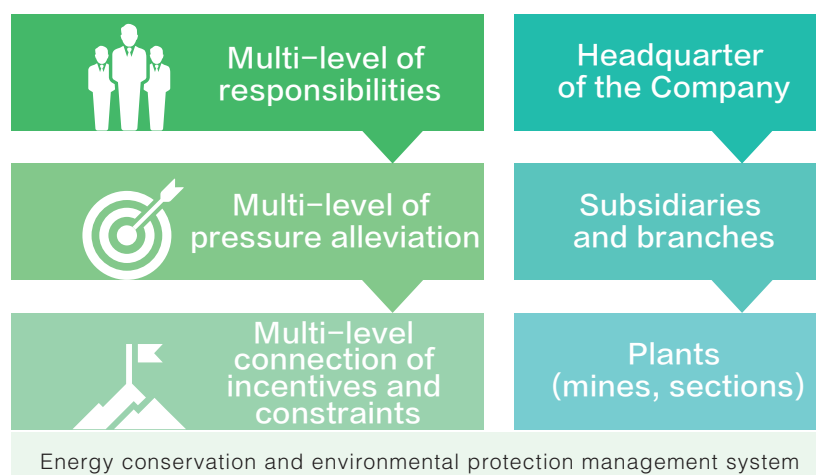 Multi-level of
responsibilities
Headquarter
of the Company
Multi-level of
pressure alleviation
Subsidiaries
and branches
Multi-level
connection of
incentives and
constraints
Plants
(mines, sections)
Energy conservation and environmental protection management system